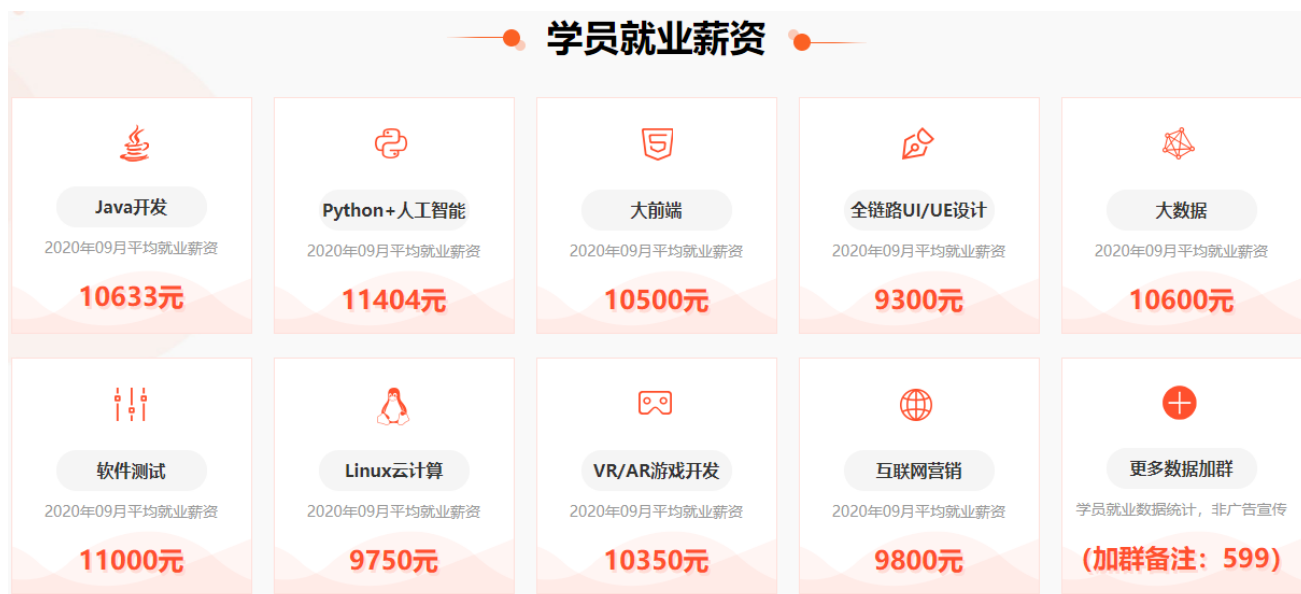 学员就业薪资
Java开发
2020年09月平均就业薪资
10633元
Python+人工智能
2020年09月平均就业薪资
11404元
大前端
2020年09月平均就业薪资
10500元
全链路UI/UE设计
2020年09月平均就业薪资
9300元
大数据
2020年09月平均就业薪资
10600元
软件测试
2020年09月平均就业薪资
11000元
Linux云计算
2020年09月平均就业薪资
9750元
VR/AR游戏开发
2020年09月平均就业薪资
10350元
互联网营销
2020年09月平均就业薪资
9800元
更多数据加群
学员就业数据统计，非广告宣传
(加群备注：599)